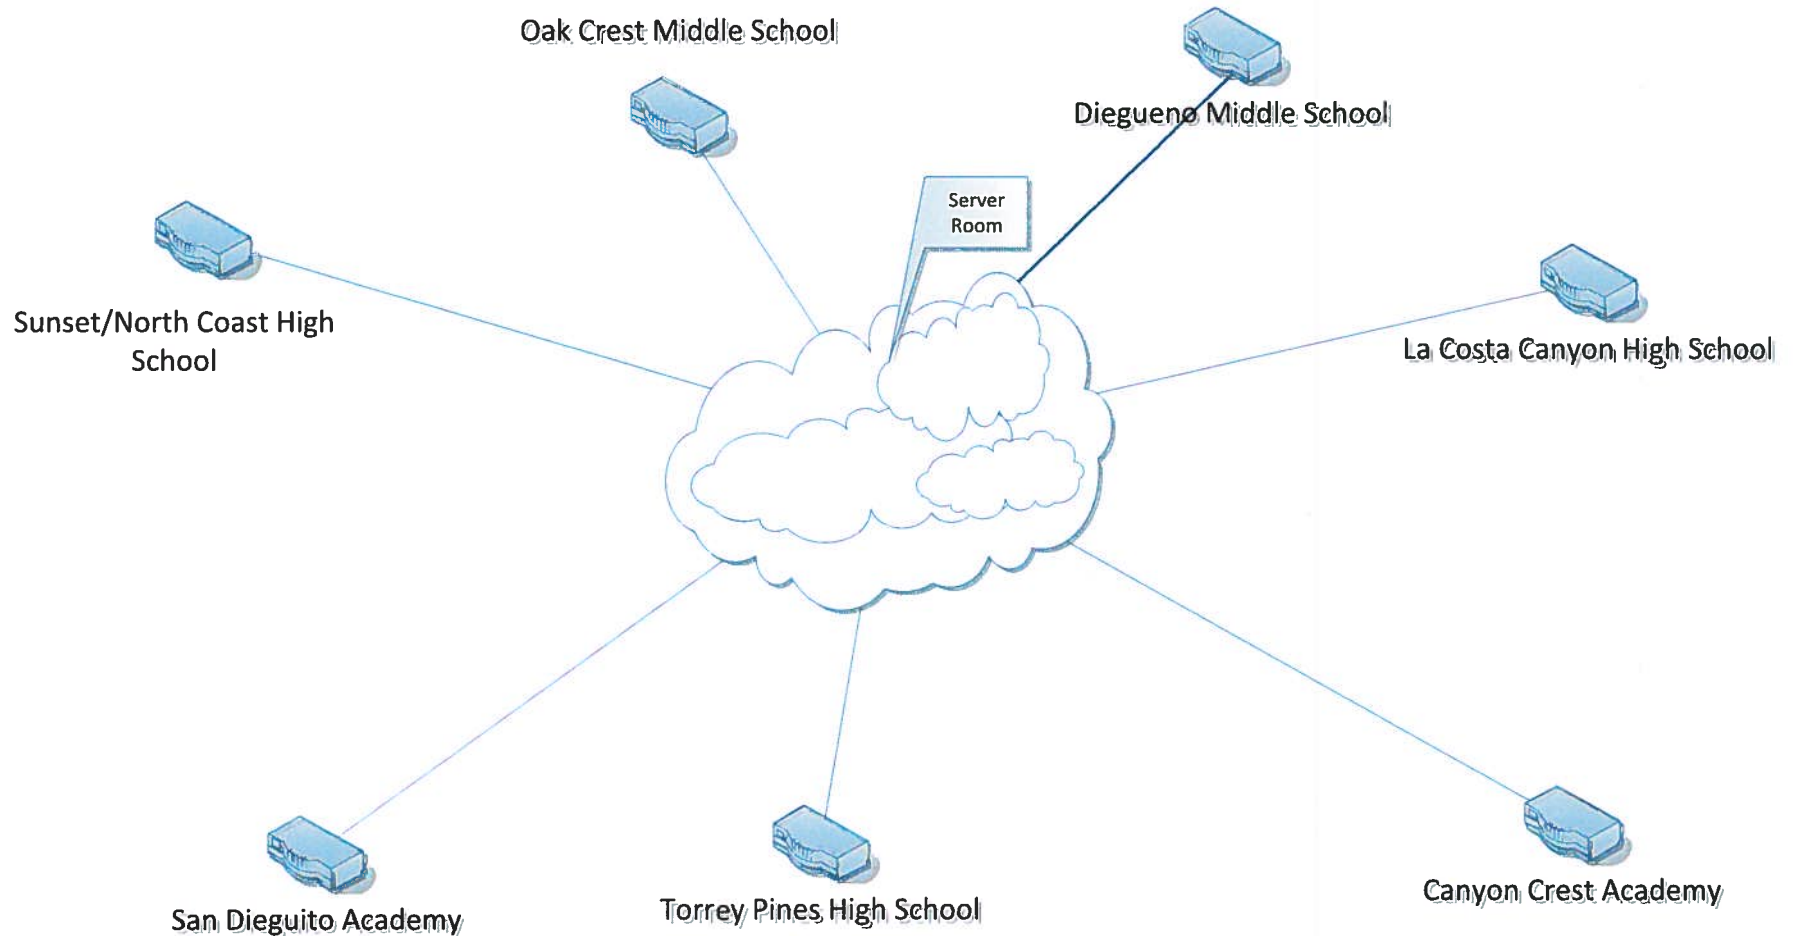 Oak Crest Middle School
Diegueno Middle School
Server
Room
Sunset/North Coast High
School
La Costa Canyon High School
San Dieguito Academy
Torrey Pines High School
Canyon Crest Academy